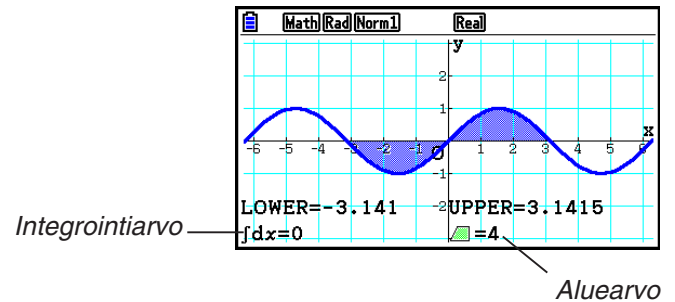 Math Rad Norm1 Real
y
2
1
x
-6 -5 -4 -3 -2 -1 O 1 2 3 4 5 6
-1
-2
LOWER=-3.141 UPPER=3.1415
∫dx=0 =4
Integrointiarvo
Aluearvo